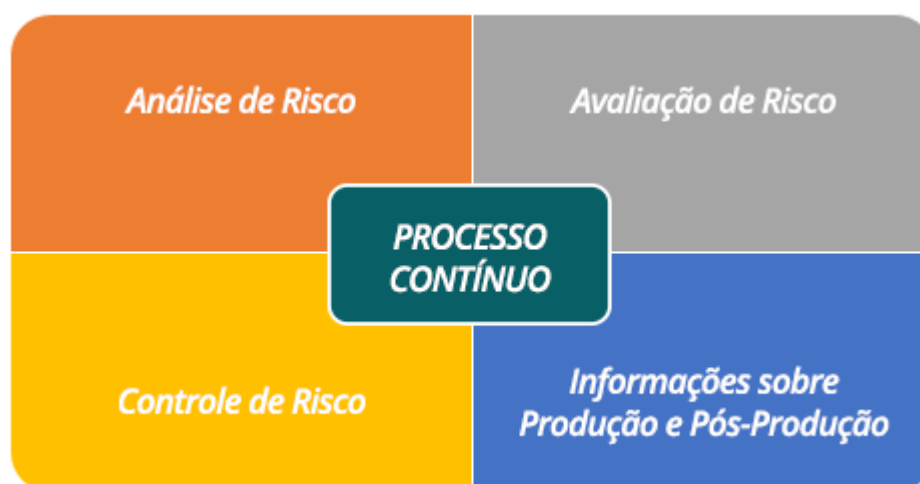 Análise de Risco
Avaliação de Risco
PROCESSO
CONTÍNUO
Controle de Risco
Informações sobre
Produção e Pós-Produção